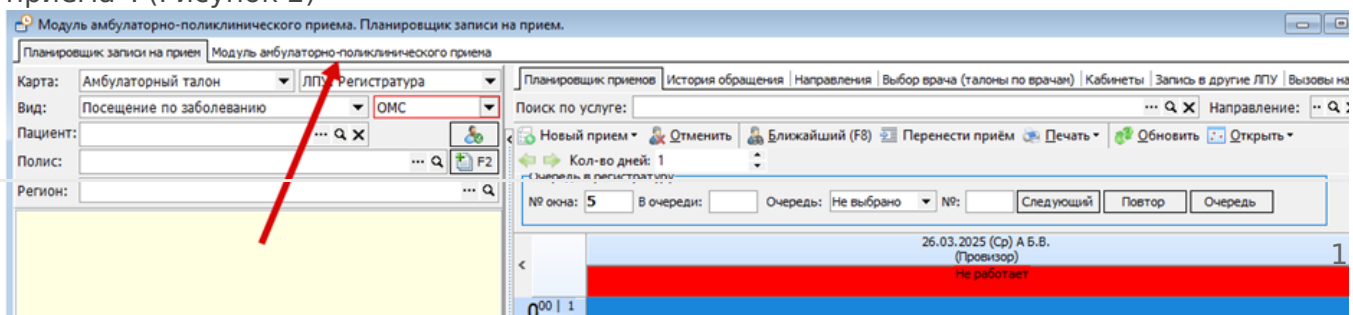 приема 4 (Рисунок 2)
Модуль амбулаторно-поликлинического приема. Планировщик записи на прием.
Планировщик записи на прием Модуль амбулаторно-поликлинического приема
Карта: Амбулаторный талон ЛПУ: Регистратура
Вид: Посещение по заболеванию ОМС
Пациент:
Полис: F2
Регион:
Планировщик приемов История обращения Направления Выбор врача (талоны по врачам) Кабинеты Запись в другие ЛПУ Вызовы на
Поиск по услуге: Направление:
Новый прием Отменить Ближайший (F8) Перенести приём Печать Обновить Открыть
Кол-во дней: 1
Очередь в регистратуру
№ окна: 5 В очереди: Очередь: Не выбрано №: Следующий Повтор Очередь
26.03.2025 (Ср) А Б.В.
(Провизор)
1
Не работает
0 00 | 1